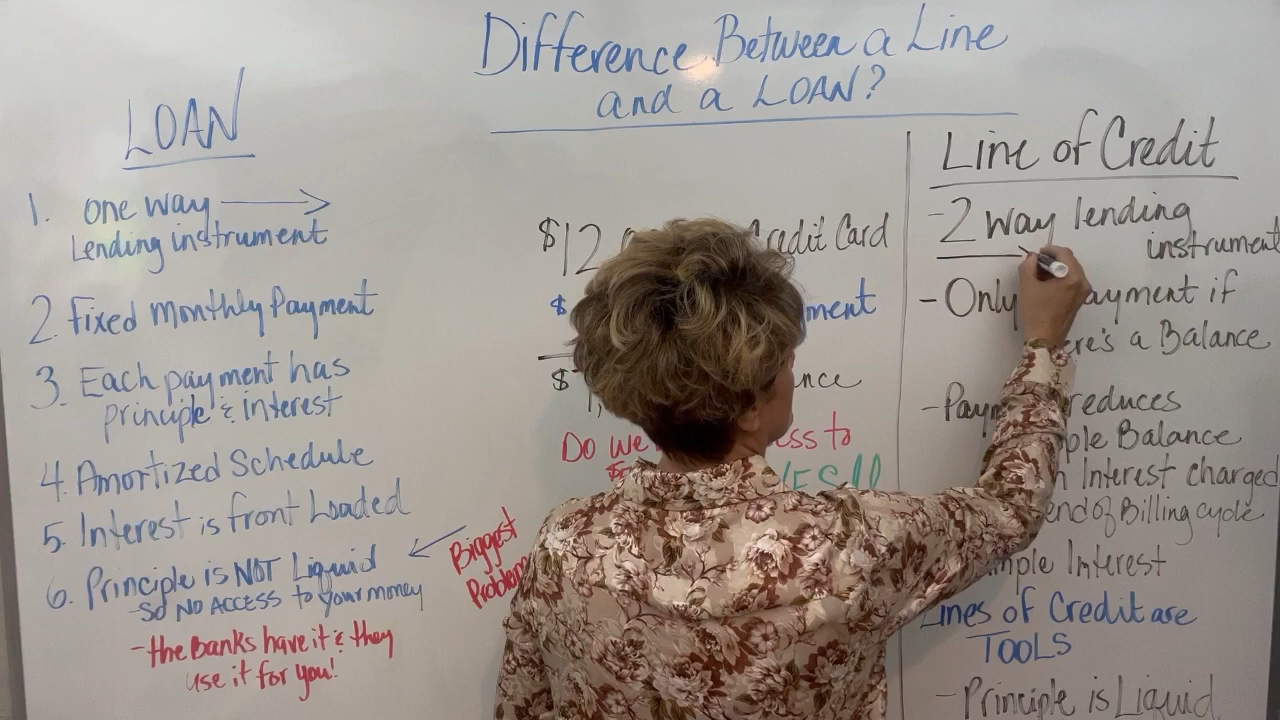 Difference Between a Line
and a LOAN?
LOAN
1. one way
Lending instrument
2. Fixed Monthly Payment
3. Each payment has
principle & interest
4. Amortized Schedule
5. Interest is front Loaded
6. Principle is NOT Liquid
- So NO ACCESS to your money
- the Banks have it & they
use it for you!
Biggest
Problem
$12
Credit Card
$
$
Do we
to
Line of Credit
- 2 way lending
instrument
- Only payment if
a Balance
- reduces
Balance
Interest charged
end of Billing cycle
Interest
Lines of Credit are
TOOLS
- Principle is Liquid